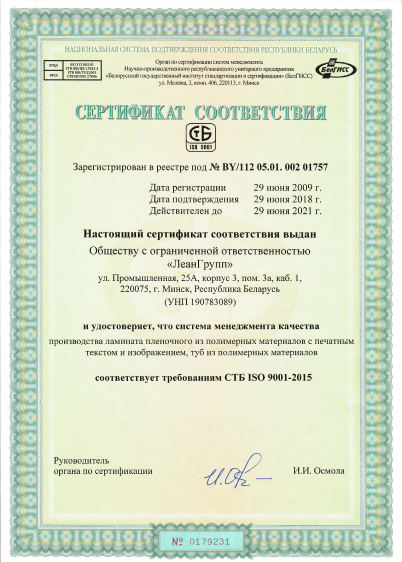 НАЦИОНАЛЬНАЯ СИСТЕМА ПОДТВЕРЖДЕНИЯ СООТВЕТСТВИЯ РЕСПУБЛИКИ БЕЛАРУСЬ
Орган по сертификации систем менеджмента
Научно-производственного республиканского унитарного предприятия
«Белорусский государственный институт стандартизации и сертификации» (БелГИСС)
ул. Мележа, 3, комн. 406, 220113, г. Минск
БелГИСС
СЕРТИФИКАТ СООТВЕТСТВИЯ
СТБ
ISO 9001
Зарегистрирован в реестре под № BY/112 05.01. 002 01757
Дата регистрации 29 июня 2009 г.
Дата подтверждения 29 июня 2018 г.
Действителен до 29 июня 2021 г.
Настоящий сертификат соответствия выдан
Обществу с ограниченной ответственностью
«ЛеанГрупп»
ул. Промышленная, 25А, корпус 3, пом. 3а, каб. 1,
220075, г. Минск, Республика Беларусь
(УНП 190783089)
и удостоверяет, что система менеджмента качества
производства ламината пленочного из полимерных материалов с печатным
текстом и изображением, туб из полимерных материалов
соответствует требованиям СТБ ISO 9001-2015
Руководитель
органа по сертификации И.И. Осмола
№ 0179231